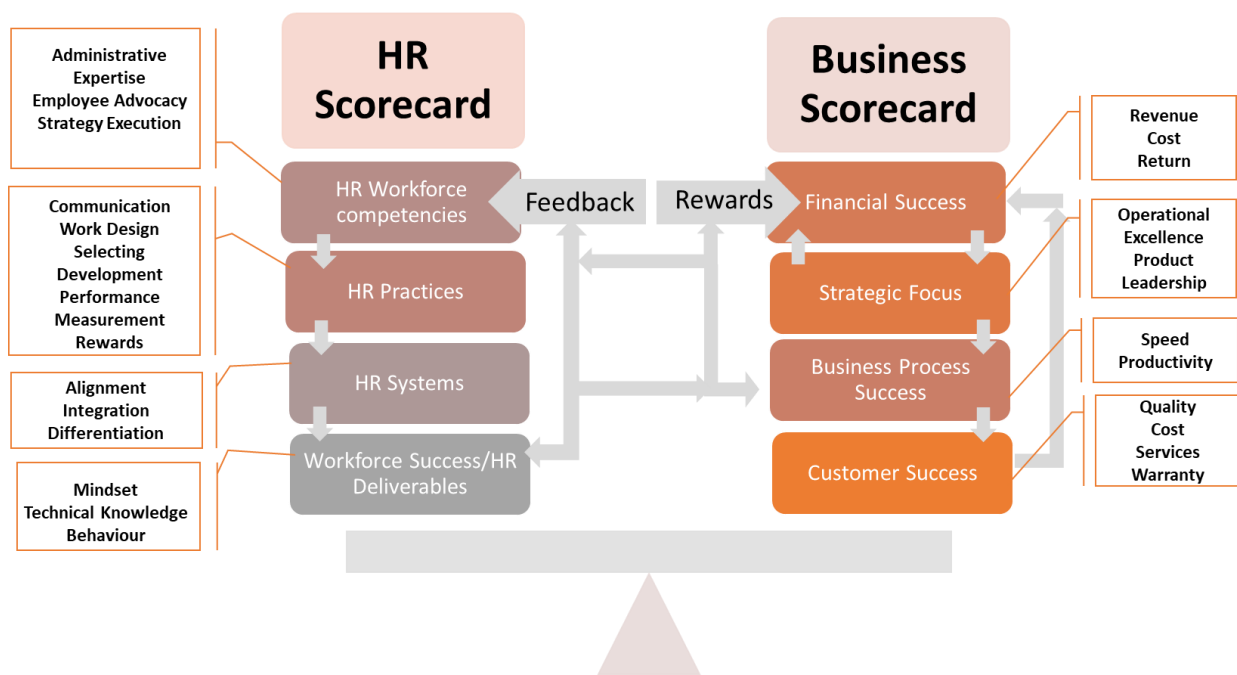 HR
Scorecard
Business
Scorecard
Administrative
Expertise
Employee Advocacy
Strategy Execution
Communication
Work Design
Selecting
Development
Performance
Measurement
Rewards
Alignment
Integration
Differentiation
Mindset
Technical Knowledge
Behaviour
HR Workforce
competencies
HR Practices
HR Systems
Workforce Success/HR
Deliverables
Feedback
Rewards
Financial Success
Strategic Focus
Business Process
Success
Customer Success
Revenue
Cost
Return
Operational
Excellence
Product
Leadership
Speed
Productivity
Quality
Cost
Services
Warranty